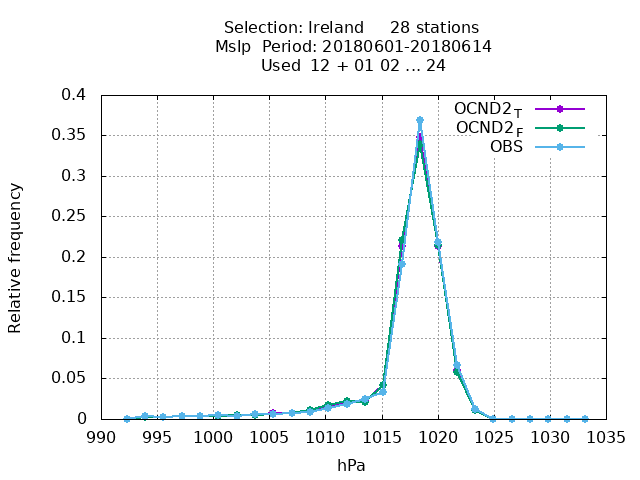 Selection: Ireland 28 stations
Mslp Period: 20180601-20180614
Used 12 + 01 02 ... 24
0.4
0.35
0.3
0.25
0.2
0.15
0.1
0.05
0
Relative frequency
OCND2T
OCND2F
OBS
990 995 1000 1005 1010 1015 1020 1025 1030 1035
hPa